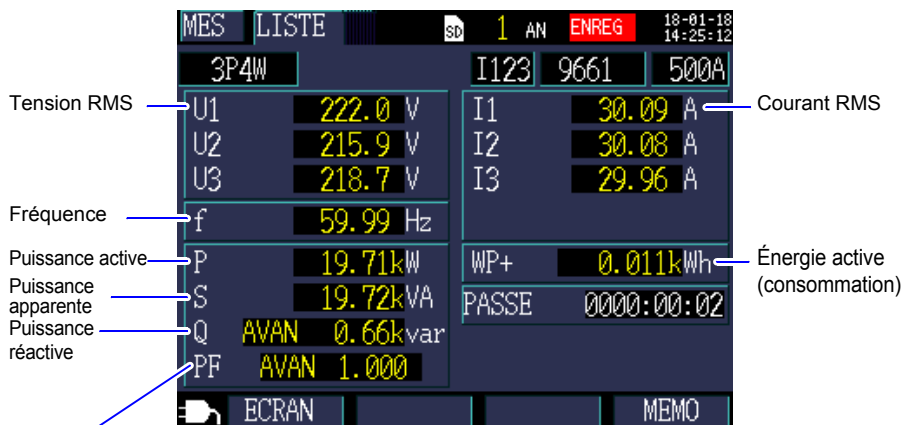 MES LISTE SD 1 AN ENREG 18-01-18
14:25:12
3P4W I123 9661 500A
Tension RMS U1 222.0 V I1 30.09 A Courant RMS
U2 215.9 V I2 30.08 A
U3 218.7 V I3 29.96 A
Fréquence f 59.99 Hz
Puissance active P 19.71kW WP+ 0.011kWh Énergie active
(consommation)
Puissance
apparente S 19.72kVA PASSE 0000:00:02
Puissance
réactive Q AVAN 0.66kvar
PF AVAN 1.000
ECRAN MEMO